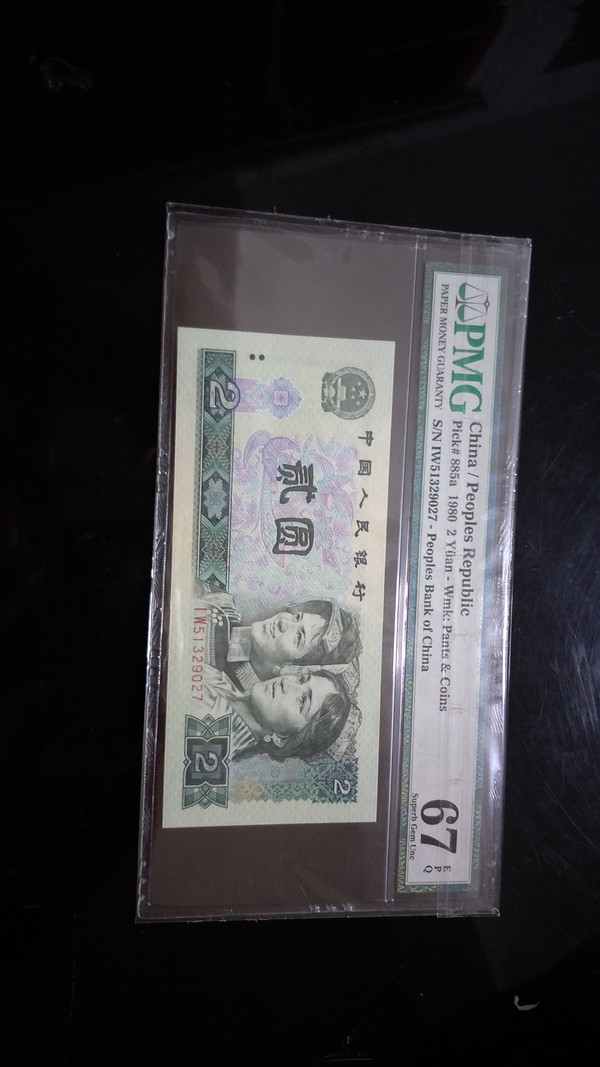 PMG
PAPER MONEY GUARANTY
China / Peoples Republic
Pick# 885a 1980 2 Yüan - Wmk: Pants & Coins
S/N IW51329027 - Peoples Bank of China
67
E
P
Q
Superb Gem Unc
中国人民银行
贰圆
2
IW51329027
2
2